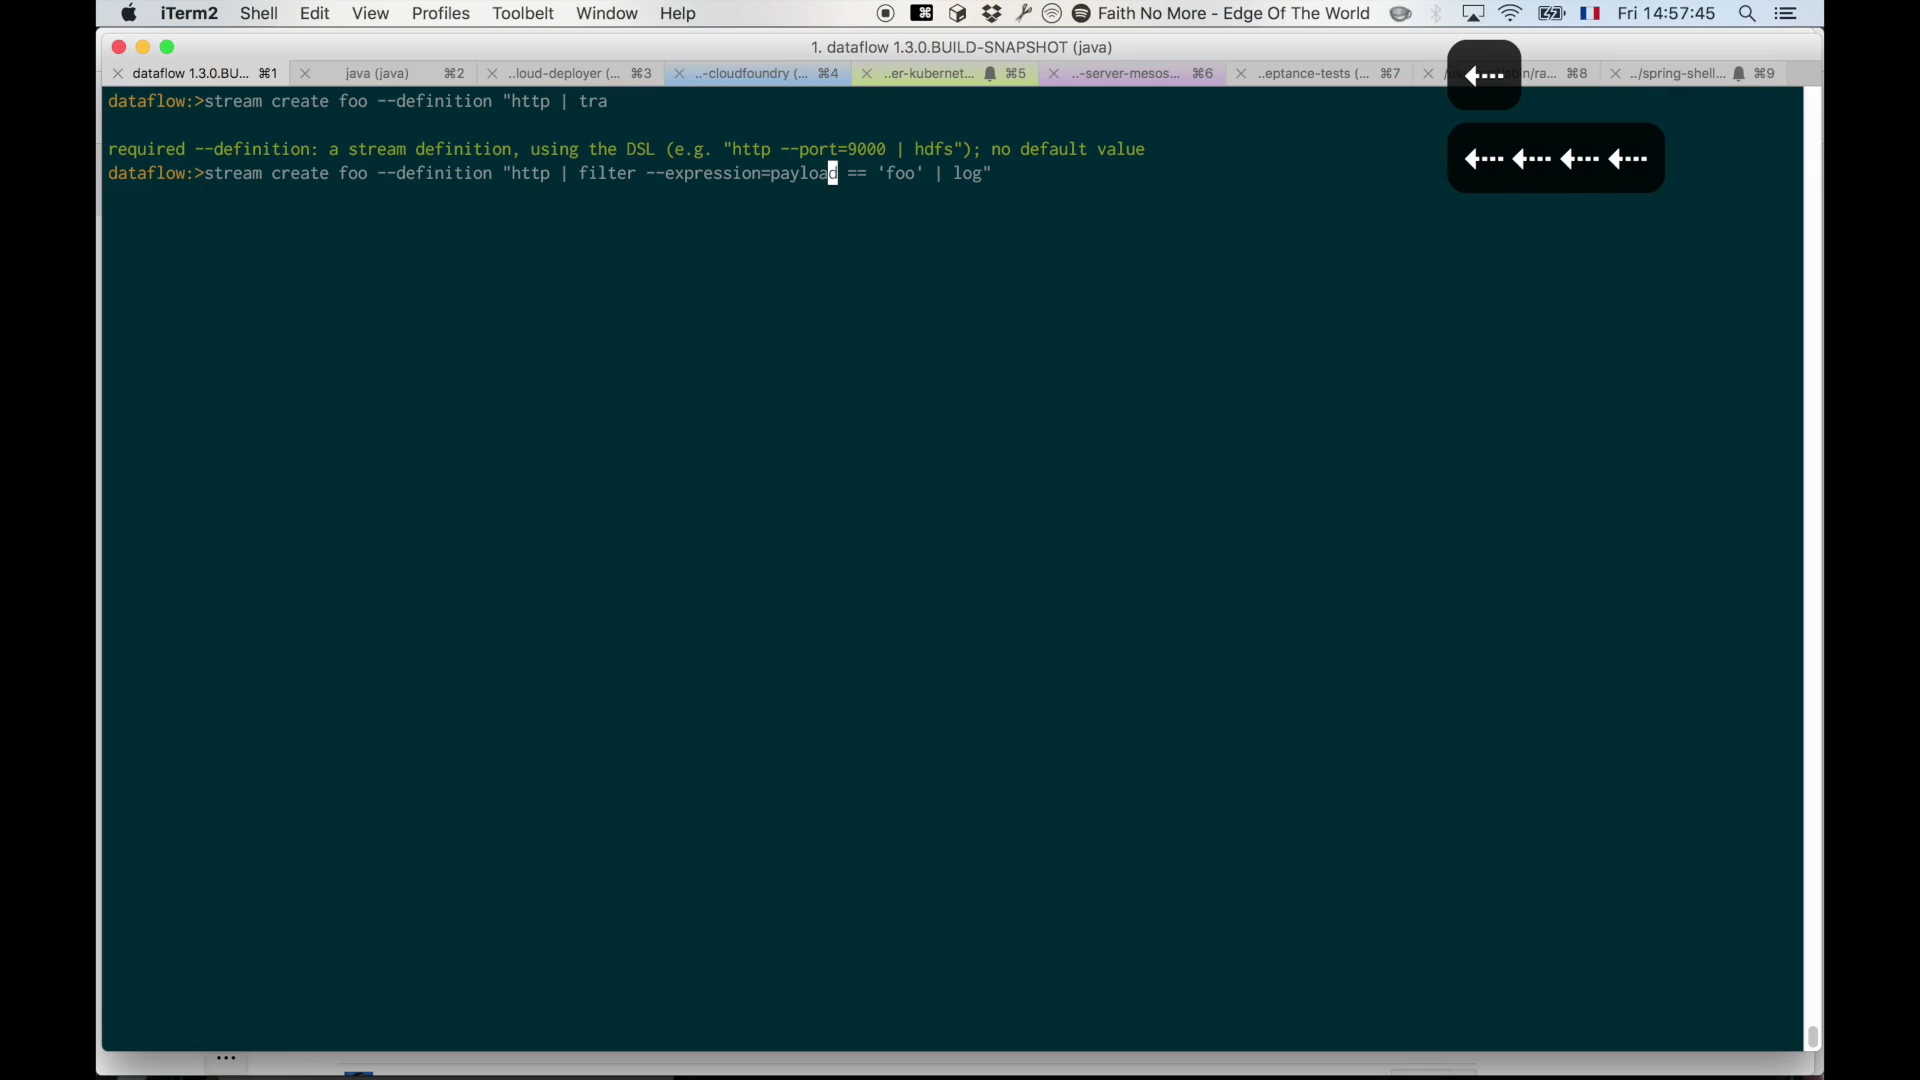 iTerm2 Shell Edit View Profiles Toolbelt Window Help Faith No More - Edge Of The World Fri 14:57:45
1. dataflow 1.3.0.BUILD-SNAPSHOT (java)
dataflow 1.3.0.BU... ⌘1 java (java) ⌘2 ..loud-deployer (... ⌘3 ..-cloudfoundry (... ⌘4 ..er-kubernet... ⌘5 ..-server-mesos... ⌘6 ..eptance-tests (... ⌘7 ⌘8 ../spring-shell... ⌘9
dataflow:>stream create foo --definition "http | tra
required --definition: a stream definition, using the DSL (e.g. "http --port=9000 | hdfs"); no default value
dataflow:>stream create foo --definition "http | filter --expression=payload == 'foo' | log"